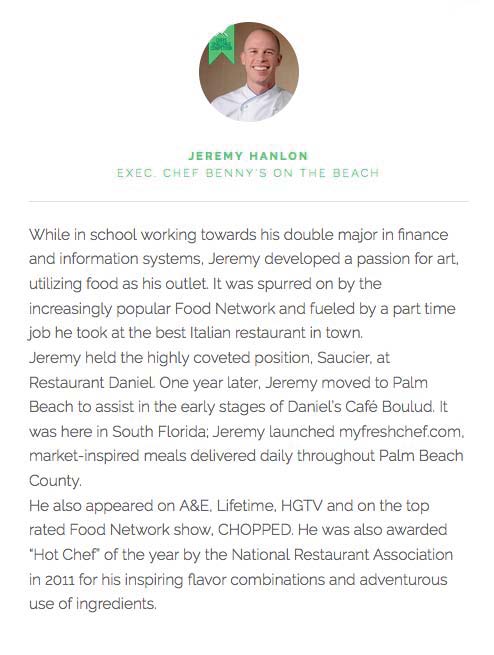 JEREMY HANLON
EXEC. CHEF BENNY'S ON THE BEACH
While in school working towards his double major in finance
and information systems, Jeremy developed a passion for art,
utilizing food as his outlet. It was spurred on by the
increasingly popular Food Network and fueled by a part time
job he took at the best Italian restaurant in town.
Jeremy held the highly coveted position, Saucier, at
Restaurant Daniel. One year later, Jeremy moved to Palm
Beach to assist in the early stages of Daniel's Café Boulud. It
was here in South Florida; Jeremy launched myfreshchef.com,
market-inspired meals delivered daily throughout Palm Beach
County.
He also appeared on A&E, Lifetime, HGTV and on the top
rated Food Network show, CHOPPED. He was also awarded
“Hot Chef” of the year by the National Restaurant Association
in 2011 for his inspiring flavor combinations and adventurous
use of ingredients.